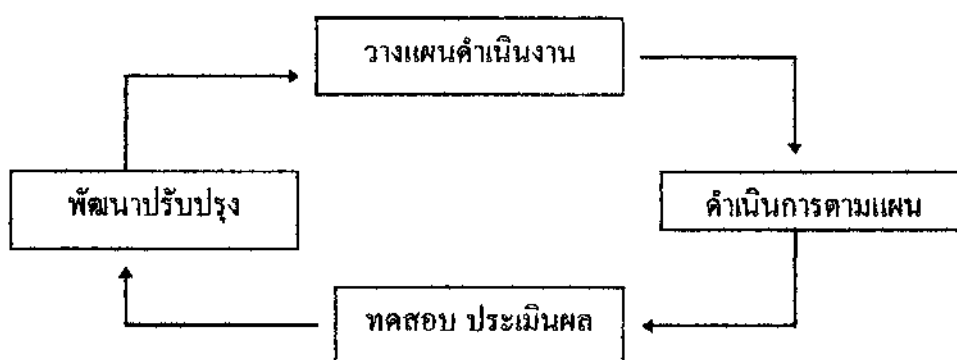 วางแผนดำเนินงาน
พัฒนาปรับปรุง
ดำเนินการตามแผน
ทดสอบ ประเมินผล